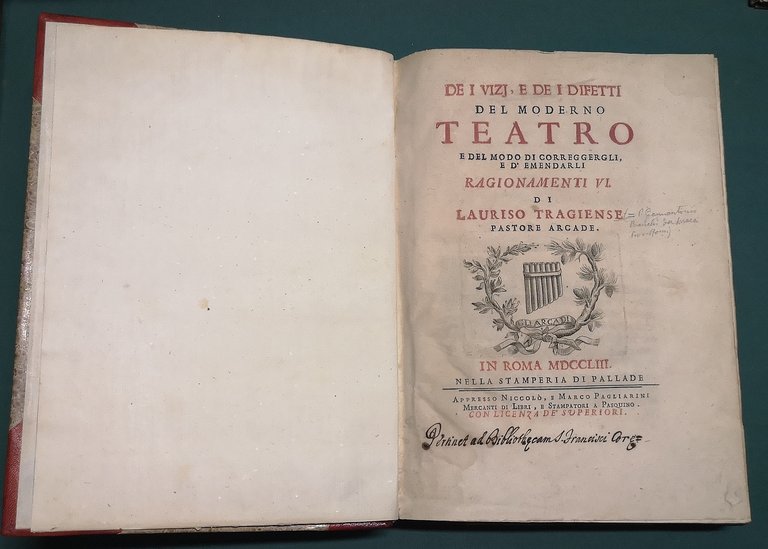 DE I VIZJ, E DE I DIFETTI
DEL MODERNO
TEATRO
E DEL MODO DI CORREGGERGLI,
E D' EMENDARLI
RAGIONAMENTI VI.
DI
LAURISO TRAGIENSE
PASTORE ARCADE.
GLI ARCADI
IN ROMA MDCCLIII.
NELLA STAMPERIA DI PALLADE
APPRESSO NICCOLÒ, E MARCO PAGLIARINI
MERCANTI DI LIBRI, E STAMPATORI A PASQUINO.
CON LICENZA DE' SUPERIORI.
Pertinet ad Bibliothecam S. Francisci